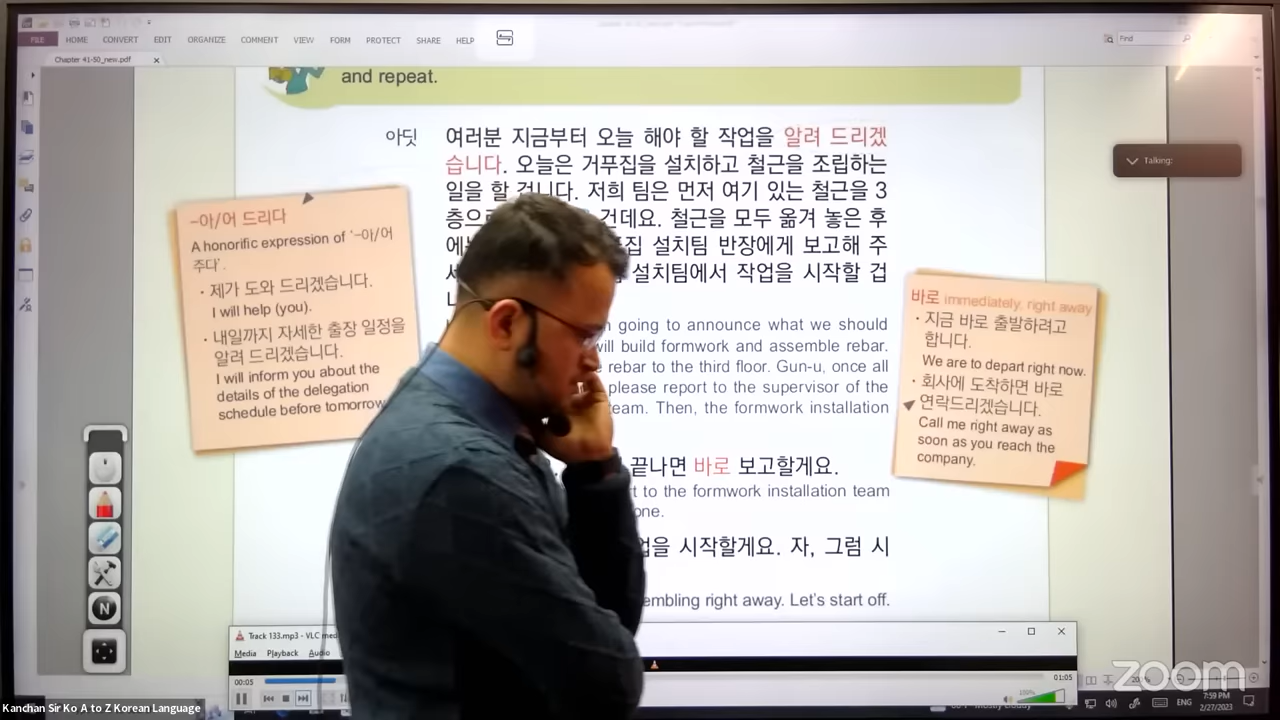 FILE HOME CONVERT EDIT ORGANIZE COMMENT VIEW FORM PROTECT SHARE HELP
Find
Chapter 41-50_new.pdf
and repeat.
아딧
여러분 지금부터 오늘 해야 할 작업을 알려 드리겠
습니다. 오늘은 거푸집을 설치하고 철근을 조립하는
일을 할 겁니다. 저희 팀은 먼저 여기 있는 철근을 3
층으 건데요. 철근을 모두 옮겨 놓은 후
에 설치팀 반장에게 보고해 주
설치팀에서 작업을 시작할 겁
going to announce what we should
will build formwork and assemble rebar.
rebar to the third floor. Gun-u, once all
please report to the supervisor of the
team. Then, the formwork installation
끝나면 바로 보고할게요.
to the formwork installation team
시작할게요. 자, 그럼 시
right away. Let's start off.
-아/어 드리다
A honorific expression of '-아/어
주다'.
• 제가 도와 드리겠습니다.
I will help (you).
• 내일까지 자세한 출장 일정을
알려 드리겠습니다.
I will inform you about the
details of the delegation
schedule before tomorrow
바로 immediately, right away
• 지금 바로 출발하려고
합니다.
We are to depart right now.
• 회사에 도착하면 바로
연락드리겠습니다.
Call me right away as
soon as you reach the
company.
Talking:
N
Track 133.mp3 - VLC med
Media Playback Audio
00:05
01:05
100%
zoom
ENG
7:59 PM
2/27/2023
Kanchan Sir Ko A to Z Korean Language